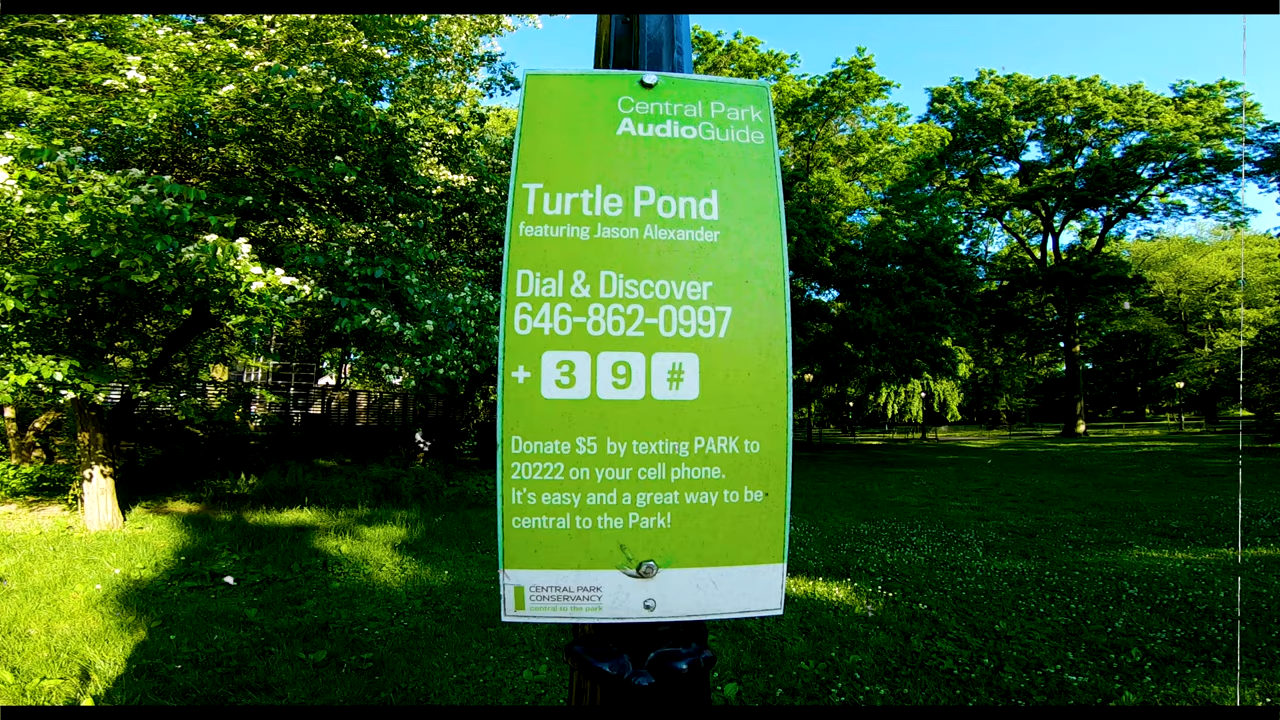 Central Park
AudioGuide
Turtle Pond
featuring Jason Alexander
Dial & Discover
646-862-0997
+ 3 9 #
Donate $5 by texting PARK to
20222 on your cell phone.
It's easy and a great way to be
central to the Park!
CENTRAL PARK
CONSERVANCY
central to the park